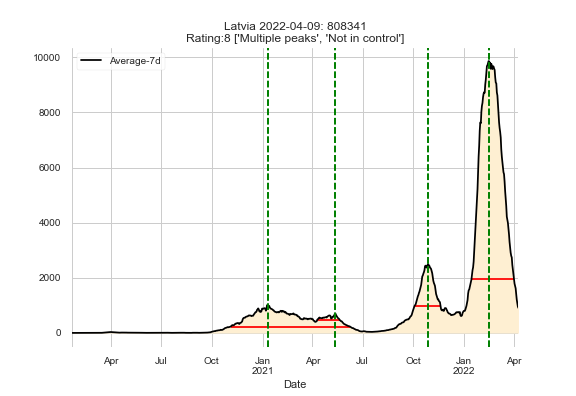 Latvia 2022-04-09: 808341
Rating:8 ['Multiple peaks', 'Not in control']
Average-7d
10000
8000
6000
4000
2000
0
Apr Jul Oct Jan Apr Jul Oct Jan Apr
2021 2022
Date